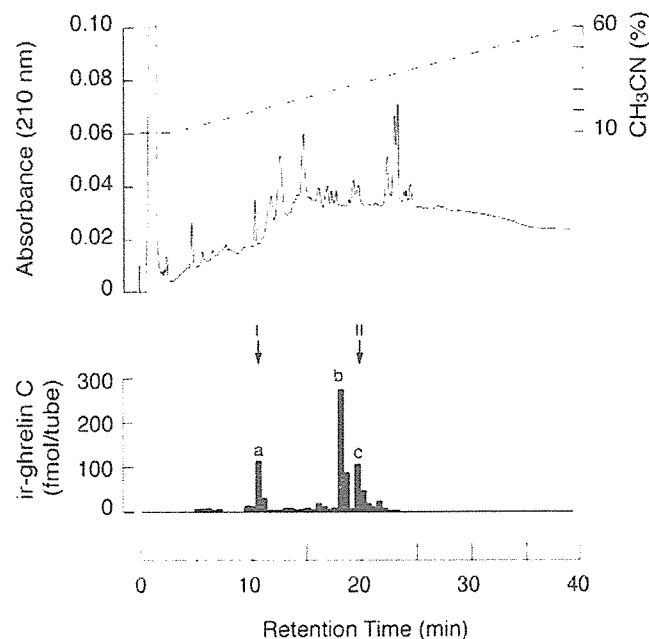 Absorbance (210 nm)
0.10
0.08
0.06
0.04
0.02
0
60
10
CH3CN (%)
I
II
ir-ghrelin C
(fmol/tube)
300
200
100
0
a
b
c
0
10
20
30
40
Retention Time (min)